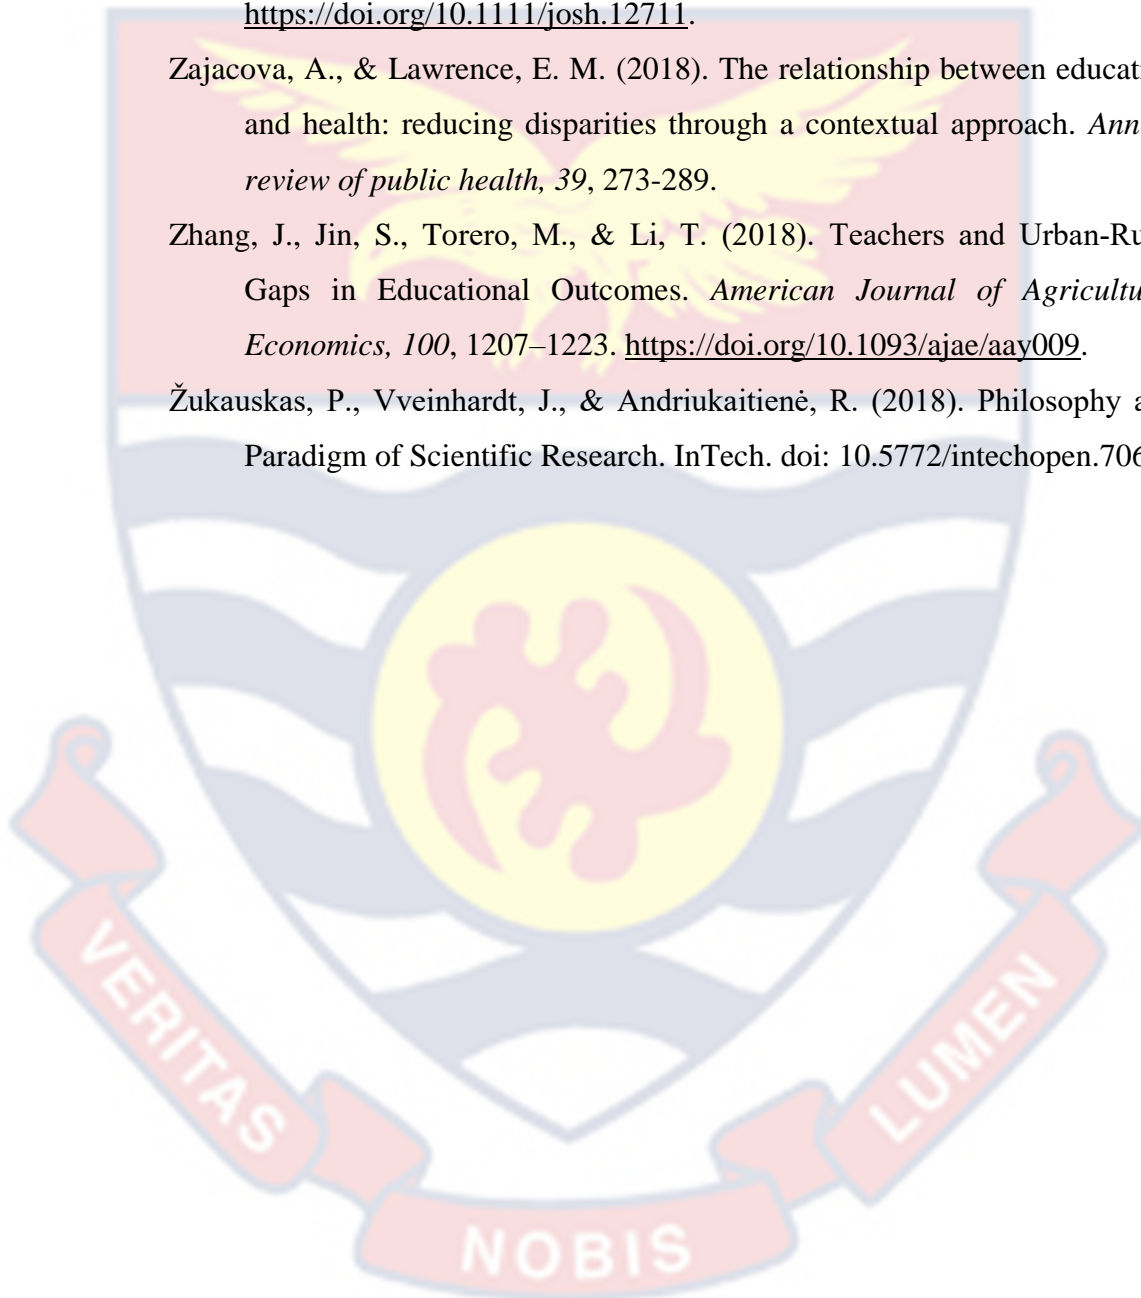 https://doi.org/10.1111/josh.12711.
Zajacova, A., & Lawrence, E. M. (2018). The relationship between educati
and health: reducing disparities through a contextual approach. Ann
review of public health, 39, 273-289.
Zhang, J., Jin, S., Torero, M., & Li, T. (2018). Teachers and Urban-Ru
Gaps in Educational Outcomes. American Journal of Agricultu
Economics, 100, 1207–1223. https://doi.org/10.1093/ajae/aay009.
Žukauskas, P., Vveinhardt, J., & Andriukaitienė, R. (2018). Philosophy a
Paradigm of Scientific Research. InTech. doi: 10.5772/intechopen.706
VERITAS
NOBIS
LUMEN